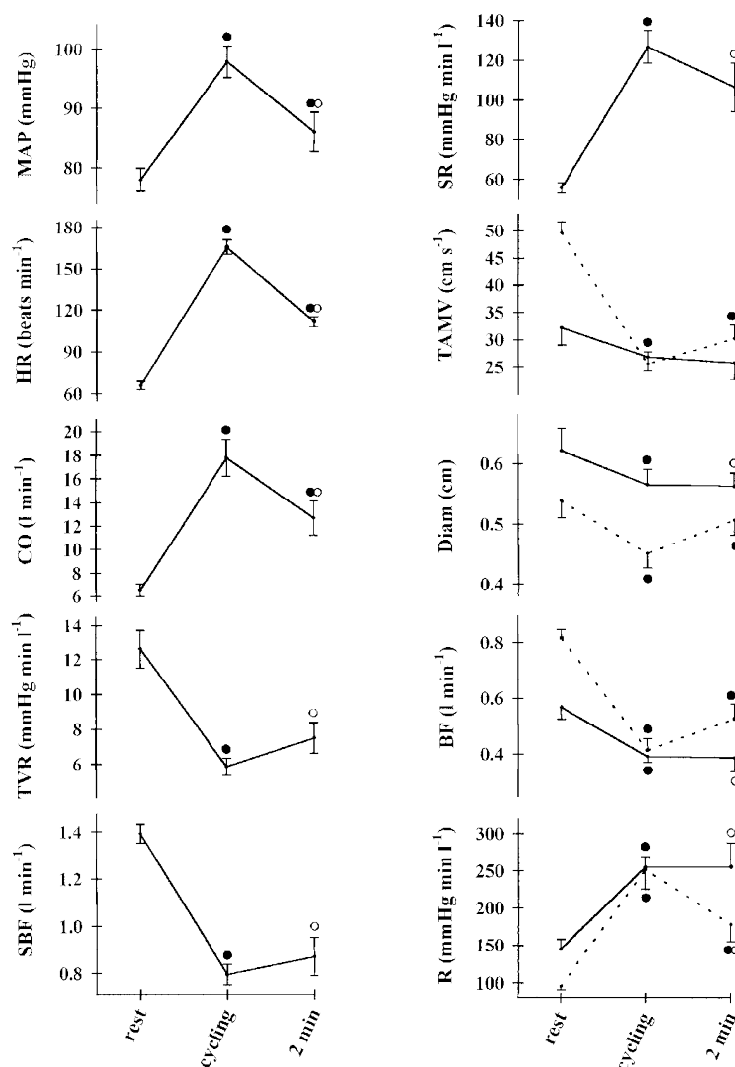 MAP (mmHg)
100
90
80
HR (beats min⁻¹)
180
150
120
90
60
CO (l min⁻¹)
20
18
16
14
12
10
8
6
TVR (mmHg min l⁻¹)
14
12
10
8
6
SBF (l min⁻¹)
1.4
1.2
1.0
0.8
rest
cycling
2 min
SR (mmHg min l⁻¹)
140
120
100
80
60
TAMV (cm s⁻¹)
50
45
40
35
30
25
Diam (cm)
0.6
0.5
0.4
BF (l min⁻¹)
0.8
0.6
0.4
R (mmHg min l⁻¹)
300
250
200
150
100
rest
cycling
2 min